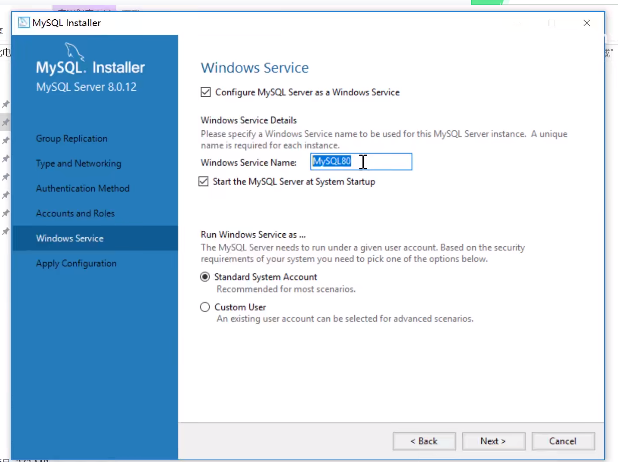 MySQL Installer
MySQL. Installer
MySQL Server 8.0.12
Group Replication
Type and Networking
Authentication Method
Accounts and Roles
Windows Service
Apply Configuration
Windows Service
Configure MySQL Server as a Windows Service
Windows Service Details
Please specify a Windows Service name to be used for this MySQL Server instance. A unique
name is required for each instance.
Windows Service Name: MySQL80
Start the MySQL Server at System Startup
Run Windows Service as ...
The MySQL Server needs to run under a given user account. Based on the security
requirements of your system you need to pick one of the options below.
Standard System Account
Recommended for most scenarios.
Custom User
An existing user account can be selected for advanced scenarios.
< Back
Next >
Cancel